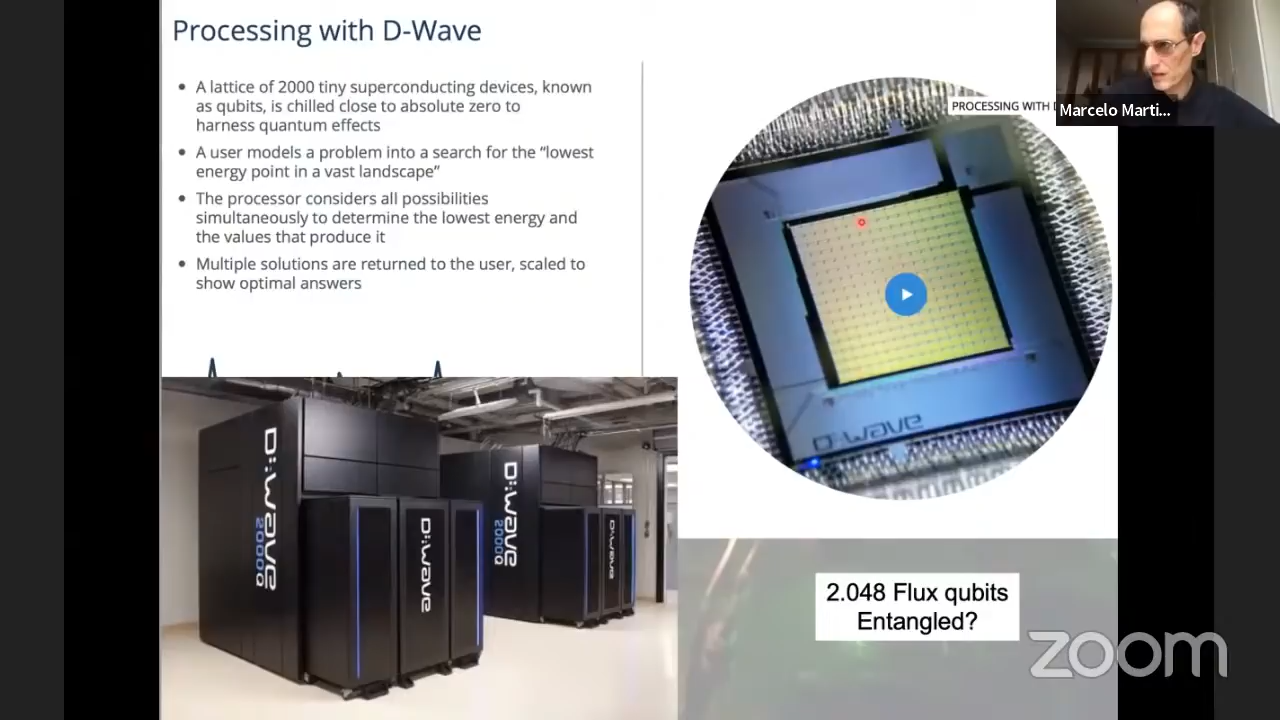 Processing with D-Wave
A lattice of 2000 tiny superconducting devices, known
as qubits, is chilled close to absolute zero to
harness quantum effects
A user models a problem into a search for the “lowest
energy point in a vast landscape”
The processor considers all possibilities
simultaneously to determine the lowest energy and
the values that produce it
Multiple solutions are returned to the user, scaled to
show optimal answers
PROCESSING WITH
Marcelo Marti...
D:wave
D:wave
2000Q
D:wave
D:wave
2000Q
D:wave
2.048 Flux qubits
Entangled?
zoom